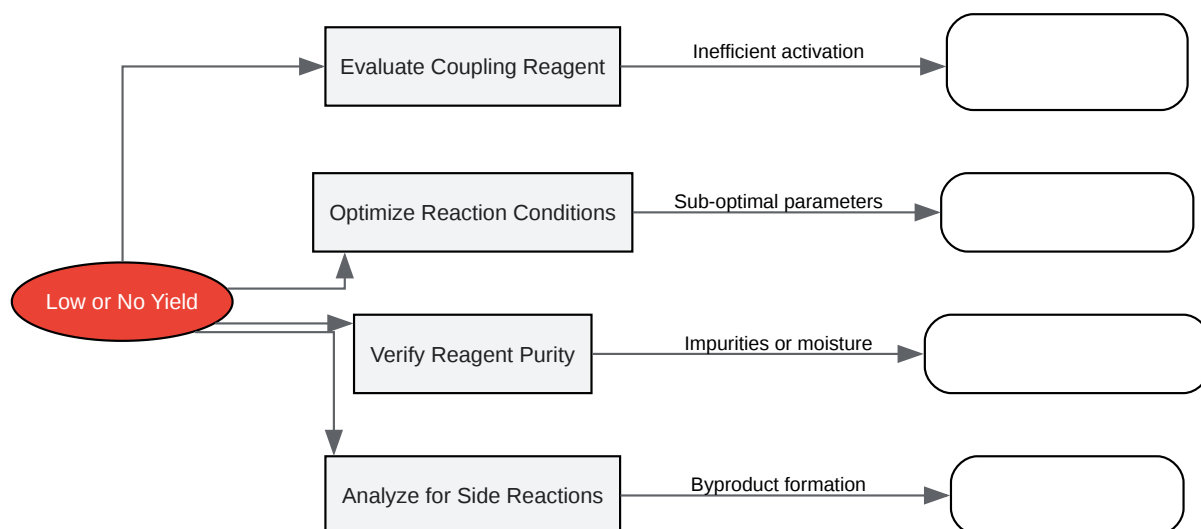 Evaluate Coupling Reagent
Inefficient activation
Optimize Reaction Conditions
Sub-optimal parameters
Low or No Yield
Verify Reagent Purity
Impurities or moisture
Analyze for Side Reactions
Byproduct formation